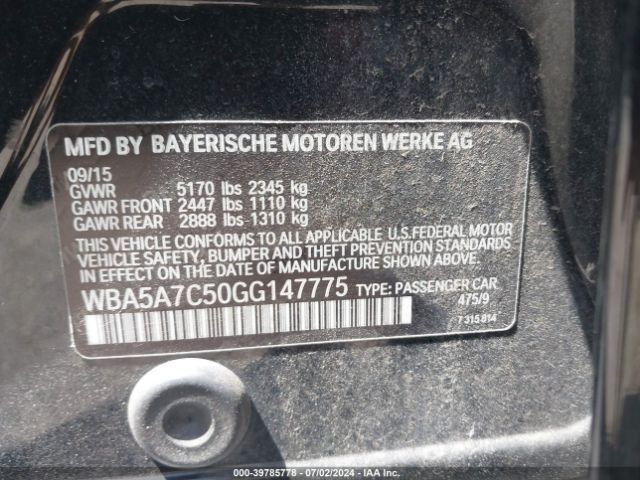 MFD BY BAYERISCHE MOTOREN WERKE AG
09/15
GVWR 5170 lbs 2345 kg
GAWR FRONT 2447 lbs 1110 kg
GAWR REAR 2888 lbs 1310 kg
THIS VEHICLE CONFORMS TO ALL APPLICABLE U.S.FEDERAL MOTOR
VEHICLE SAFETY, BUMPER AND THEFT PREVENTION STANDARDS
IN EFFECT ON THE DATE OF MANUFACTURE SHOWN ABOVE.
WBA5A7C50GG147775 TYPE: PASSENGER CAR
475/9
7 315 814
000-39785778 - 07/02/2024 - IAA Inc.